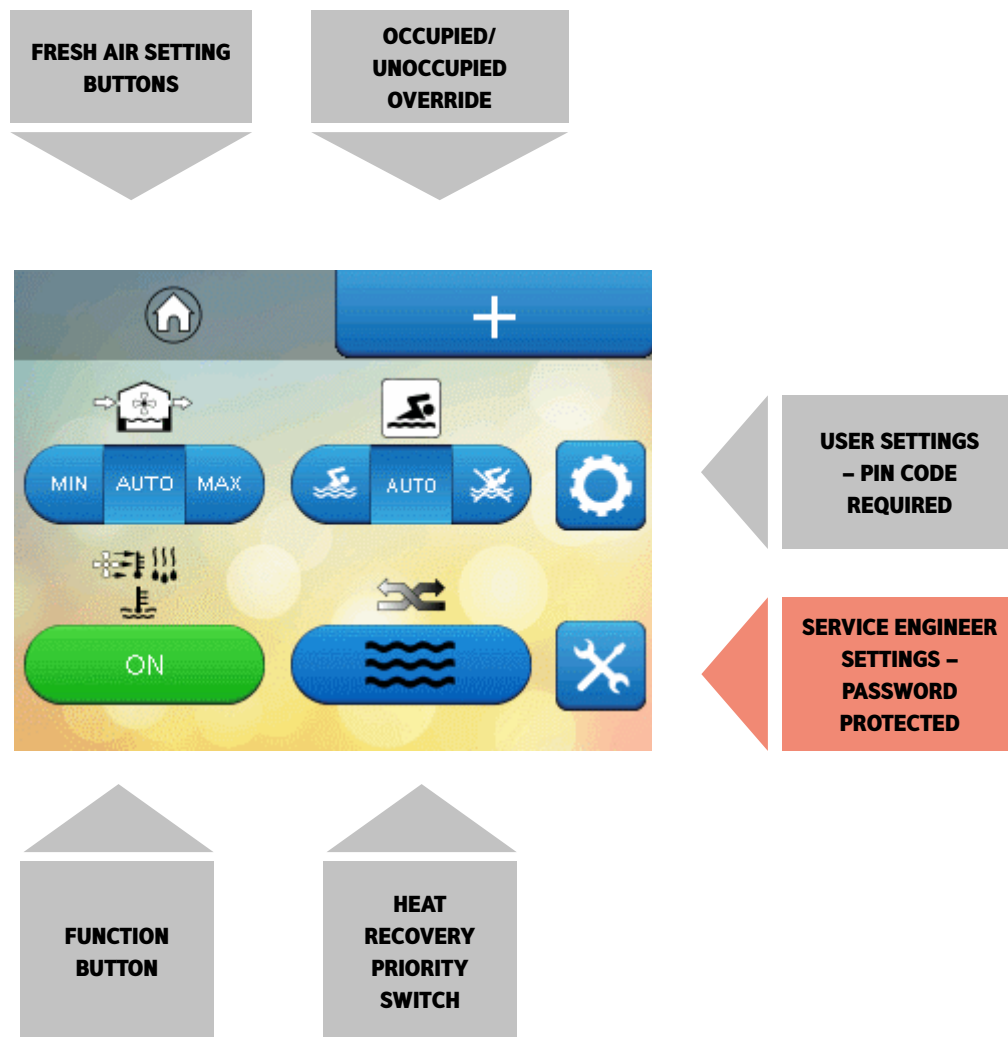 FRESH AIR SETTING
BUTTONS
OCCUPIED/
UNOCCUPIED
OVERRIDE
MIN AUTO MAX
AUTO
USER SETTINGS
– PIN CODE
REQUIRED
ON
SERVICE ENGINEER
SETTINGS –
PASSWORD
PROTECTED
FUNCTION
BUTTON
HEAT
RECOVERY
PRIORITY
SWITCH